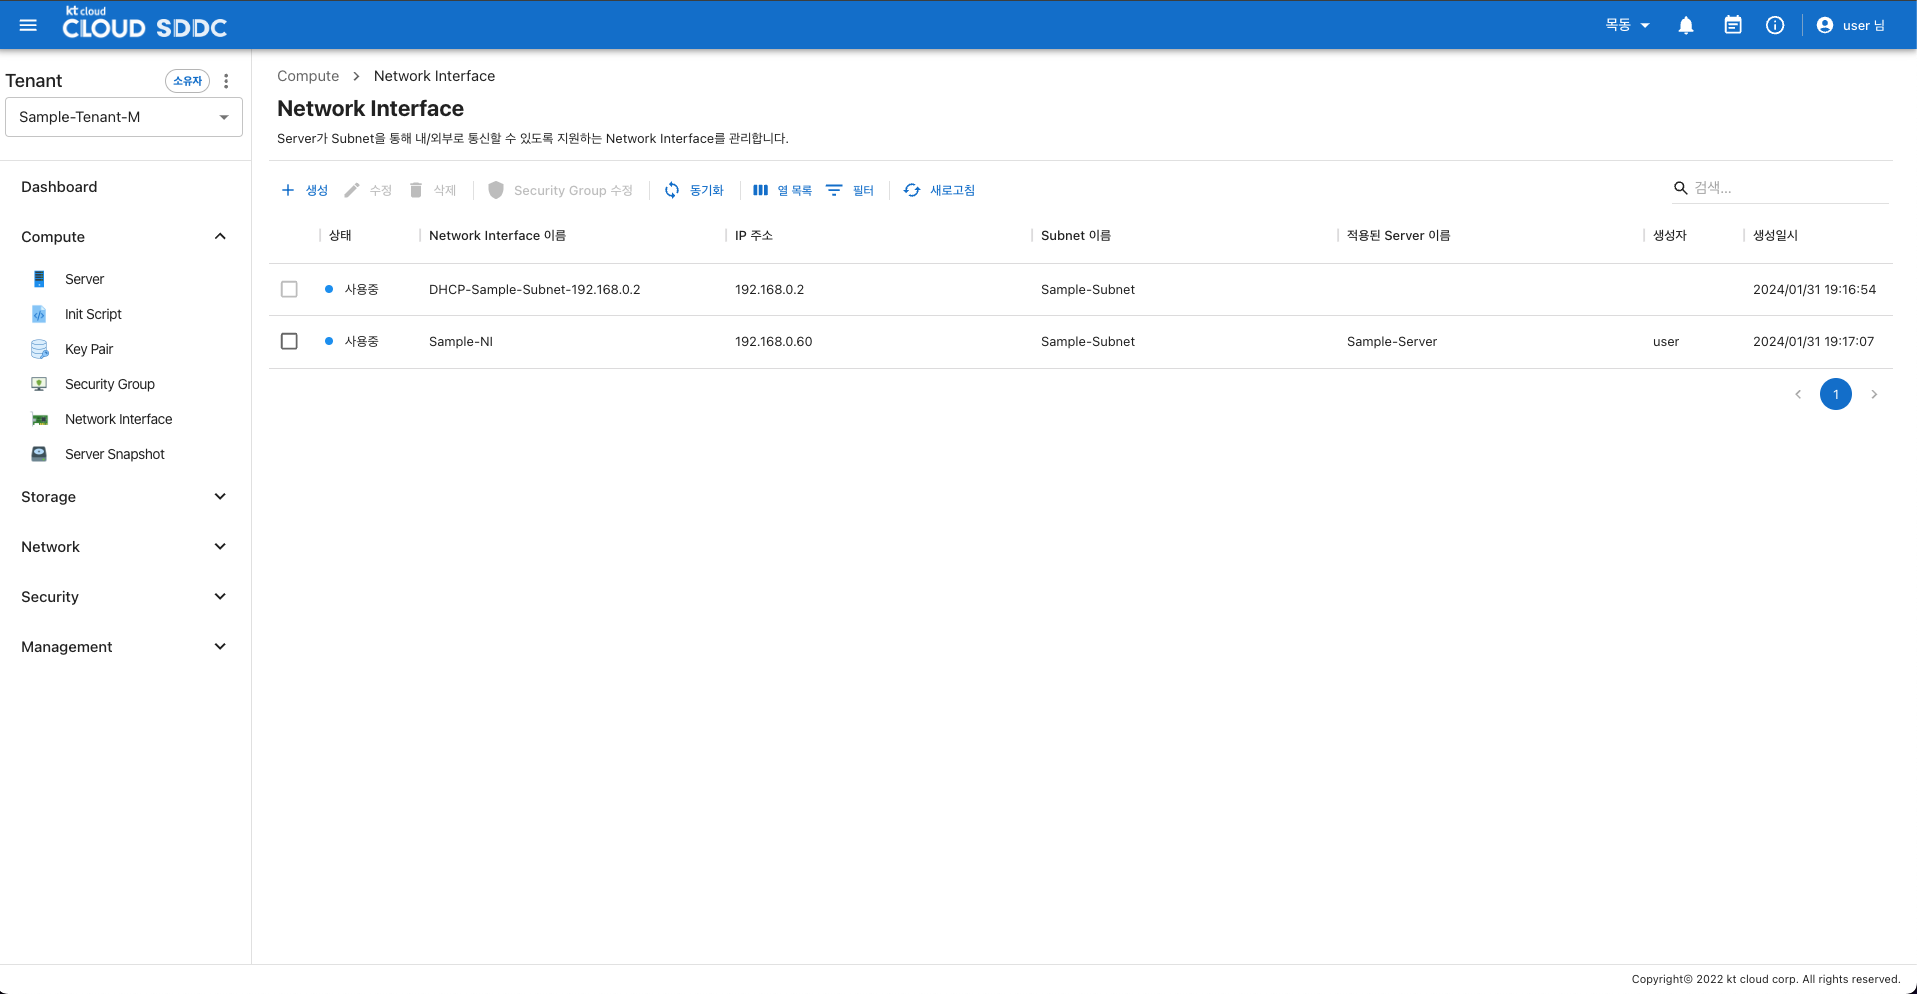 kt cloud
CLOUD SDDC
목동
user 님
Tenant
소유자
Sample-Tenant-M
Dashboard
Compute
Server
Init Script
Key Pair
Security Group
Network Interface
Server Snapshot
Storage
Network
Security
Management
Compute > Network Interface
Network Interface
Server가 Subnet을 통해 내/외부로 통신할 수 있도록 지원하는 Network Interface를 관리합니다.
생성 수정 삭제 Security Group 수정 동기화 열 목록 필터 새로고침 검색...
상태 Network Interface 이름 IP 주소 Subnet 이름 적용된 Server 이름 생성자 생성일시
사용중 DHCP-Sample-Subnet-192.168.0.2 192.168.0.2 Sample-Subnet 2024/01/31 19:16:54
사용중 Sample-NI 192.168.0.60 Sample-Subnet Sample-Server user 2024/01/31 19:17:07
1
Copyright© 2022 kt cloud corp. All rights reserved.